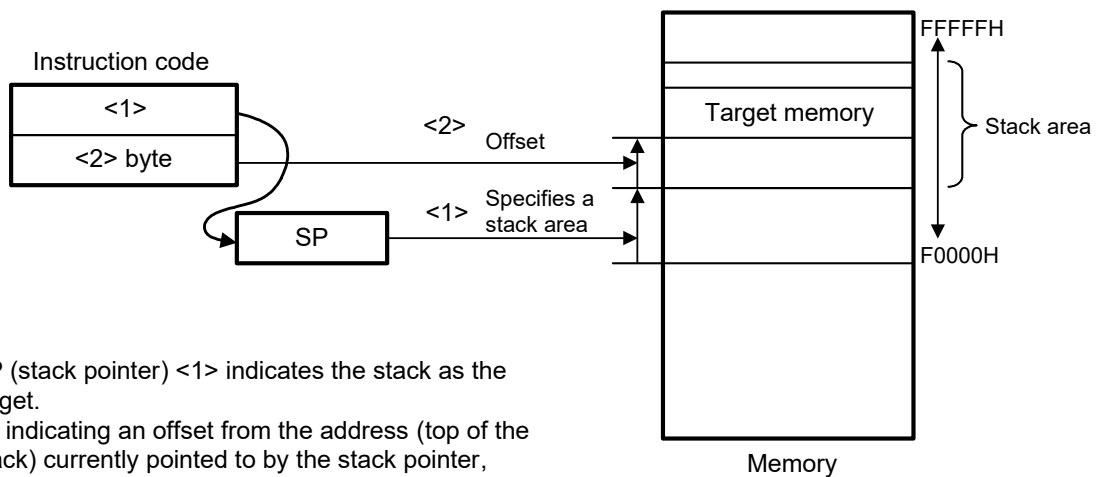 Instruction code
<1>
<2> byte
SP
<2> Offset
<1> Specifies a
stack area
Target memory
FFFFFH
Stack area
F0000H
Memory
(stack pointer) <1> indicates the stack as the
indicating an offset from the address (top of the
currently pointed to by the stack pointer,